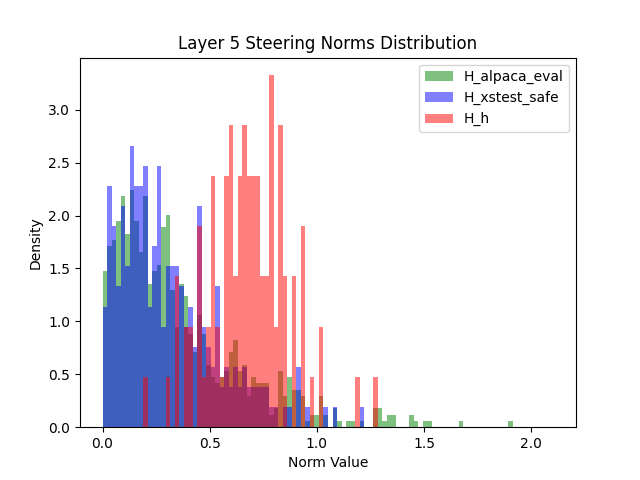 Layer 5 Steering Norms Distribution
H_alpaca_eval
H_xstest_safe
H_h
3.0
2.5
2.0
1.5
1.0
0.5
0.0
Density
0.0 0.5 1.0 1.5 2.0
Norm Value